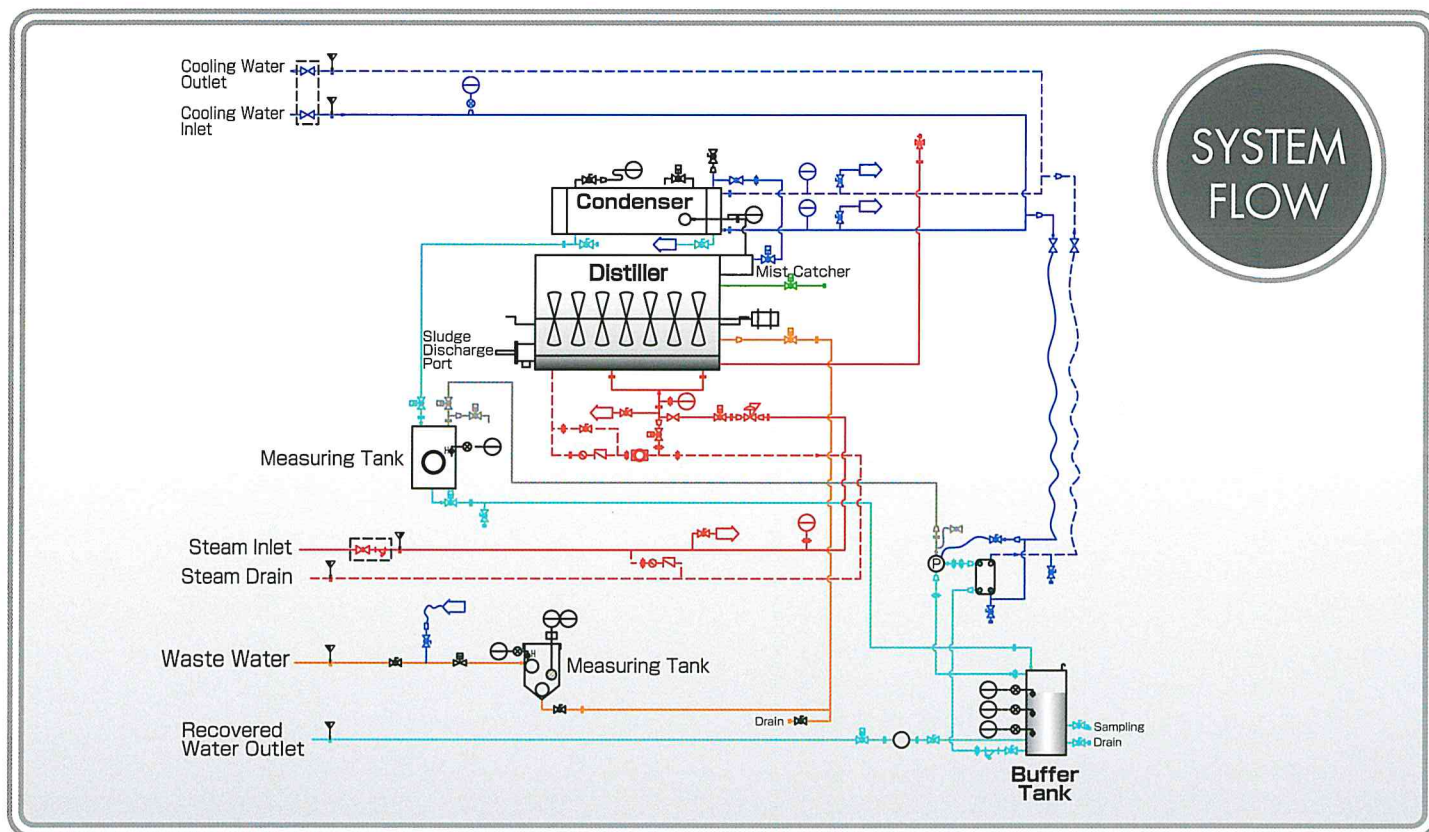 Cooling Water
Outlet
Cooling Water
Inlet
SYSTEM
FLOW
Condenser
Distiller
Mist Catcher
Sludge
Discharge
Port
Measuring Tank
H
Steam Inlet
Steam Drain
P
Waste Water
H
Measuring Tank
Drain
Sampling
Drain
Recovered
Water Outlet
Buffer
Tank